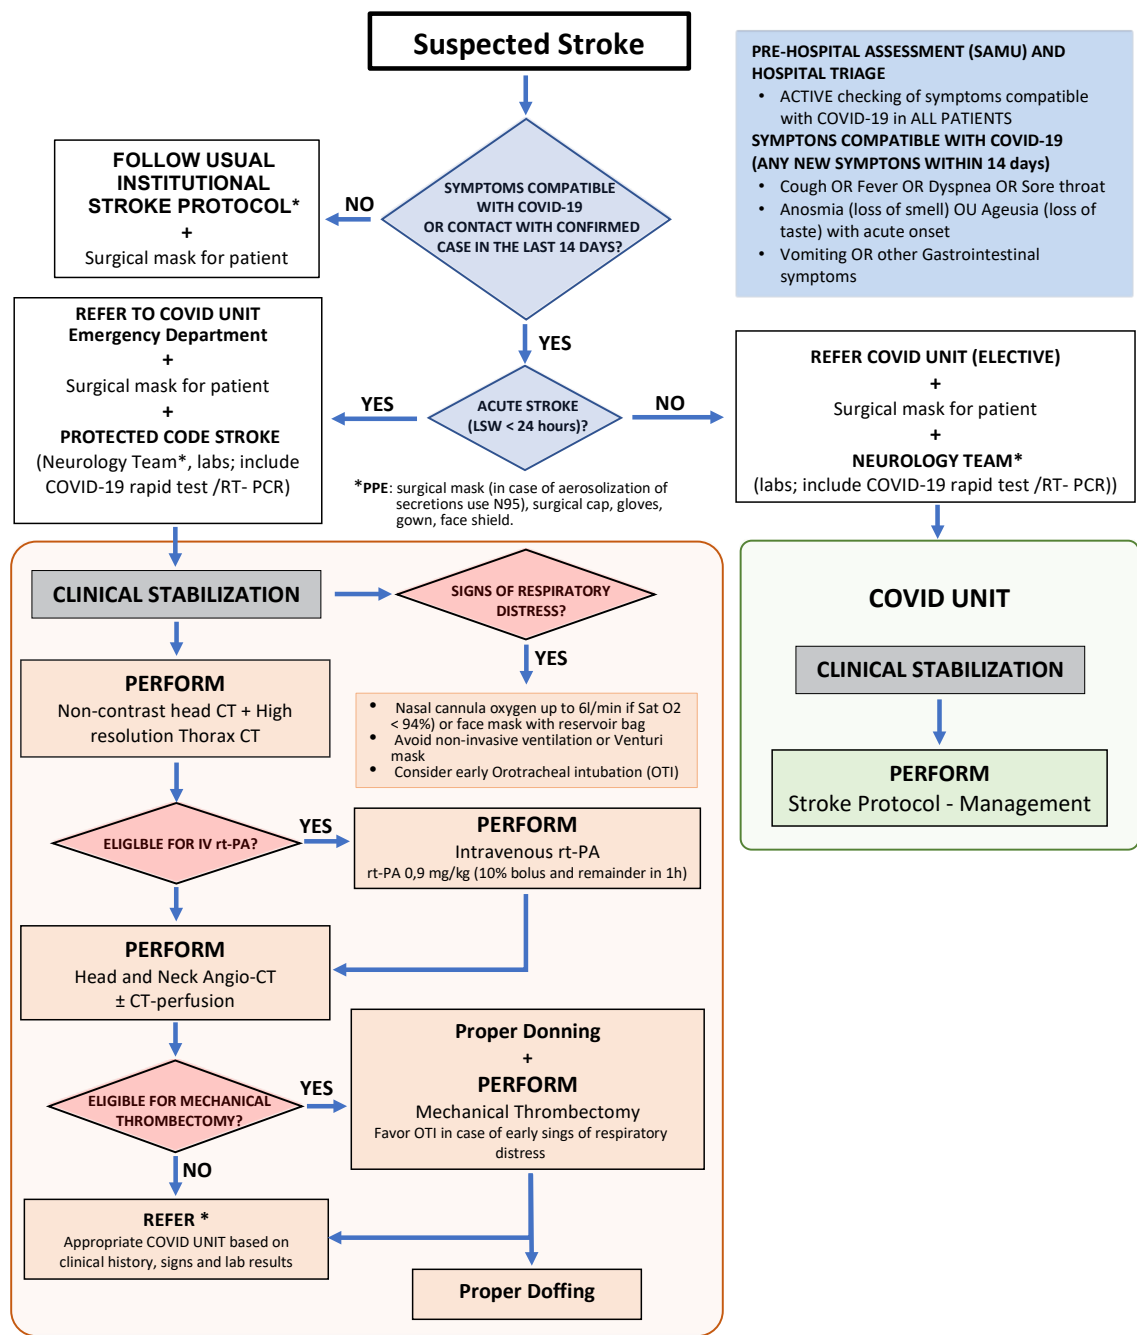 Suspected Stroke
PRE-HOSPITAL ASSESSMENT (SAMU) AND
HOSPITAL TRIAGE
• ACTIVE checking of symptoms compatible
with COVID-19 in ALL PATIENTS
SYMPTONS COMPATIBLE WITH COVID-19
(ANY NEW SYMPTONS WITHIN 14 days)
• Cough OR Fever OR Dyspnea OR Sore throat
• Anosmia (loss of smell) OU Ageusia (loss of
taste) with acute onset
• Vomiting OR other Gastrointestinal
symptoms
SYMPTOMS COMPATIBLE
WITH COVID-19
OR CONTACT WITH CONFIRMED
CASE IN THE LAST 14 DAYS?
NO
FOLLOW USUAL
INSTITUTIONAL
STROKE PROTOCOL*
+
Surgical mask for patient
YES
ACUTE STROKE
(LSW < 24 hours)?
YES
REFER TO COVID UNIT
Emergency Department
+
Surgical mask for patient
+
PROTECTED CODE STROKE
(Neurology Team*, labs; include
COVID-19 rapid test /RT- PCR)
NO
REFER COVID UNIT (ELECTIVE)
+
Surgical mask for patient
+
NEUROLOGY TEAM*
(labs; include COVID-19 rapid test /RT- PCR))
*PPE: surgical mask (in case of aerosolization of
secretions use N95), surgical cap, gloves,
gown, face shield.
CLINICAL STABILIZATION
SIGNS OF RESPIRATORY
DISTRESS?
YES
• Nasal cannula oxygen up to 6l/min if Sat O2
< 94%) or face mask with reservoir bag
• Avoid non-invasive ventilation or Venturi
mask
• Consider early Orotracheal intubation (OTI)
PERFORM
Non-contrast head CT + High
resolution Thorax CT
ELIGLBLE FOR IV rt-PA?
YES
PERFORM
Intravenous rt-PA
rt-PA 0,9 mg/kg (10% bolus and remainder in 1h)
PERFORM
Head and Neck Angio-CT
± CT-perfusion
ELIGIBLE FOR MECHANICAL
THROMBECTOMY?
YES
Proper Donning
+
PERFORM
Mechanical Thrombectomy
Favor OTI in case of early sings of respiratory
distress
NO
REFER *
Appropriate COVID UNIT based on
clinical history, signs and lab results
Proper Doffing
COVID UNIT
CLINICAL STABILIZATION
PERFORM
Stroke Protocol - Management